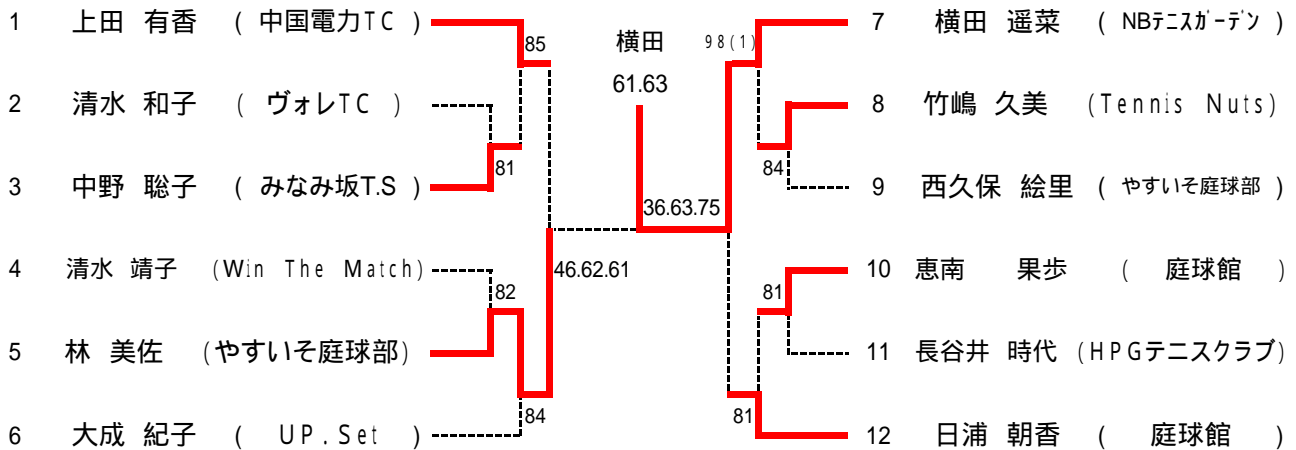 1 上田 有香 ( 中国電力TC )
85
2 清水 和子 ( ヴォレTC )
81
3 中野 聡子 ( みなみ坂T.S )
4 清水 靖子 (Win The Match)
82
46.62.61
5 林 美佐 (やすいそ庭球部)
84
6 大成 紀子 ( UP.Set )
横田
61.63
36.63.75
98(1)
7 横田 遥菜 ( NBテニスガーデン )
8 竹嶋 久美 (Tennis Nuts)
84
9 西久保 絵里 ( やすいそ庭球部 )
10 恵南 果歩 ( 庭球館 )
81
11 長谷井 時代 (HPGテニスクラブ)
81
12 日浦 朝香 ( 庭球館 )